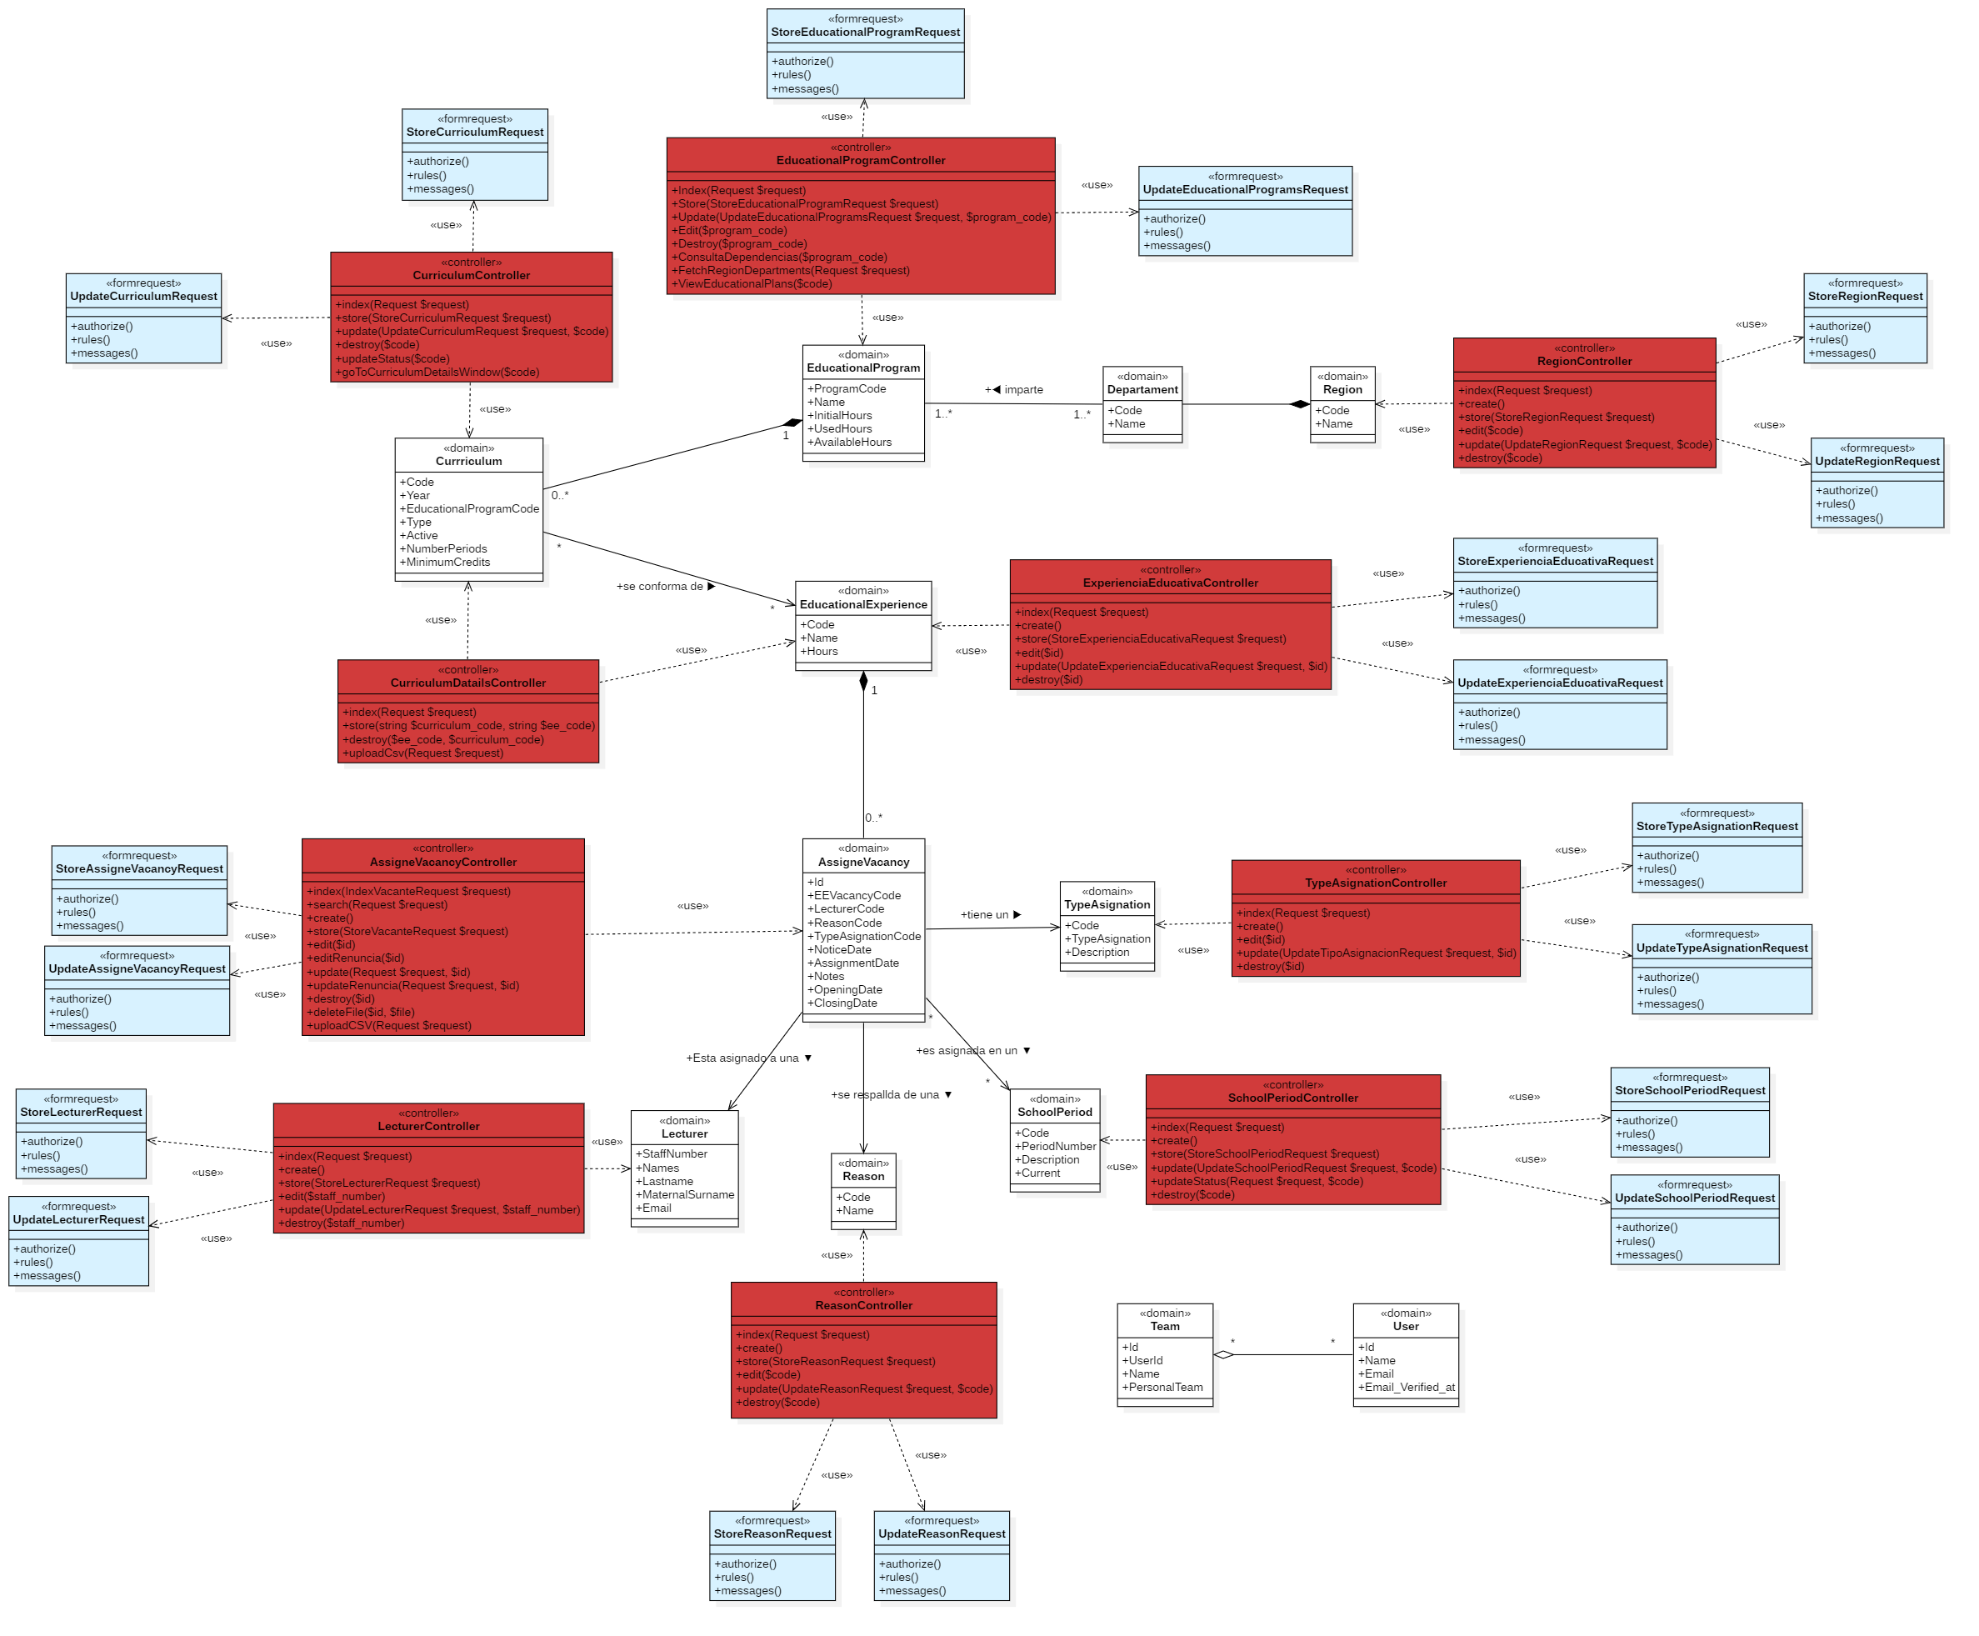 «formrequest»
StoreEducationalProgramRequest
+authorize()
+rules()
+messages()
«use»
«formrequest»
StoreCurriculumRequest
+authorize()
+rules()
+messages()
«use»
«controller»
EducationalProgramController
+Index(Request $request)
+Store(StoreEducationalProgramRequest $request)
+Update(UpdateEducationalProgramsRequest $request, $program_code)
+Edit($program_code)
+Destroy($program_code)
+ConsultaDependencias($program_code)
+FetchRegionDepartments(Request $request)
+ViewEducationalPlans($code)
«use»
«formrequest»
UpdateEducationalProgramsRequest
+authorize()
+rules()
+messages()
«use»
«formrequest»
UpdateCurriculumRequest
+authorize()
+rules()
+messages()
«use»
«controller»
CurriculumController
+index(Request $request)
+store(StoreCurriculumRequest $request)
+update(UpdateCurriculumRequest $request, $code)
+destroy($code)
+updateStatus($code)
+goToCurriculumDetailsWindow($code)
«use»
«domain»
EducationalProgram
+ProgramCode
+Name
+InitialHours
+UsedHours
+AvailableHours
+◀ imparte
1..*
1..*
«domain»
Departament
+Code
+Name
«domain»
Region
+Code
+Name
«use»
«controller»
RegionController
+index(Request $request)
+create()
+store(StoreRegionRequest $request)
+edit($code)
+update(UpdateRegionRequest $request, $code)
+destroy($code)
«use»
«formrequest»
StoreRegionRequest
+authorize()
+rules()
+messages()
«use»
«formrequest»
UpdateRegionRequest
+authorize()
+rules()
+messages()
1
0..*
«domain»
Currriculum
+Code
+Year
+EducationalProgramCode
+Type
+Active
+NumberPeriods
+MinimumCredits
*
+se conforma de ▶
*
«use»
«domain»
EducationalExperience
+Code
+Name
+Hours
«use»
«controller»
ExperienciaEducativaController
+index(Request $request)
+create()
+store(StoreExperienciaEducativaRequest $request)
+edit($id)
+update(UpdateExperienciaEducativaRequest $request, $id)
+destroy($id)
«use»
«formrequest»
StoreExperienciaEducativaRequest
+authorize()
+rules()
+messages()
«use»
«formrequest»
UpdateExperienciaEducativaRequest
+authorize()
+rules()
+messages()
«use»
«controller»
CurriculumDatailsController
+index(Request $request)
+store(string $curriculum_code, string $ee_code)
+destroy($ee_code, $curriculum_code)
+uploadCsv(Request $request)
1
0..*
«formrequest»
StoreAssigneVacancyRequest
+authorize()
+rules()
+messages()
«use»
«formrequest»
UpdateAssigneVacancyRequest
+authorize()
+rules()
+messages()
«use»
«controller»
AssigneVacancyController
+index(IndexVacanteRequest $request)
+search(Request $request)
+create()
+store(StoreVacanteRequest $request)
+edit($id)
+editRenuncia($id)
+update(Request $request, $id)
+updateRenuncia(Request $request, $id)
+destroy($id)
+deleteFile($id, $file)
+uploadCSV(Request $request)
«use»
«domain»
AssigneVacancy
+Id
+EEVacancyCode
+LecturerCode
+ReasonCode
+TypeAsignationCode
+NoticeDate
+AssignmentDate
+Notes
+OpeningDate
+ClosingDate
+tiene un ▶
«domain»
TypeAsignation
+Code
+TypeAsignation
+Description
«use»
«controller»
TypeAsignationController
+index(Request $request)
+create()
+edit($id)
+update(UpdateTipoAsignacionRequest $request, $id)
+destroy($id)
«use»
«formrequest»
StoreTypeAsignationRequest
+authorize()
+rules()
+messages()
«use»
«formrequest»
UpdateTypeAsignationRequest
+authorize()
+rules()
+messages()
*
+Esta asignado a una ▼
+es asignada en un ▼
*
+se respallda de una ▼
«formrequest»
StoreLecturerRequest
+authorize()
+rules()
+messages()
«use»
«formrequest»
UpdateLecturerRequest
+authorize()
+rules()
+messages()
«use»
«controller»
LecturerController
+index(Request $request)
+create()
+store(StoreLecturerRequest $request)
+edit($staff_number)
+update(UpdateLecturerRequest $request, $staff_number)
+destroy($staff_number)
«use»
«domain»
Lecturer
+StaffNumber
+Names
+Lastname
+MaternalSurname
+Email
«domain»
Reason
+Code
+Name
«use»
«domain»
ShoolPeriod
+Code
+PeriodNumber
+Description
+Current
«use»
«controller»
ShoolPeriodController
+index(Request $request)
+create()
+store(StoreSchoolPeriodRequest $request)
+update(UpdateSchoolPeriodRequest $request, $code)
+updateStatus(Request $request, $code)
+destroy($code)
«use»
«formrequest»
StoreSchoolPeriodRequest
+authorize()
+rules()
+messages()
«use»
«formrequest»
UpdateSchoolPeriodRequest
+authorize()
+rules()
+messages()
«controller»
ReasonController
+index(Request $request)
+create()
+store(StoreReasonRequest $request)
+edit($code)
+update(UpdateReasonRequest $request, $code)
+destroy($code)
«domain»
Team
+Id
+UserId
+Name
+PersonalTeam
*
*
«domain»
User
+Id
+Name
+Email
+Email_Verified_at
«use»
«use»
«formrequest»
StoreReasonRequest
+authorize()
+rules()
+messages()
«formrequest»
UpdateReasonRequest
+authorize()
+rules()
+messages()